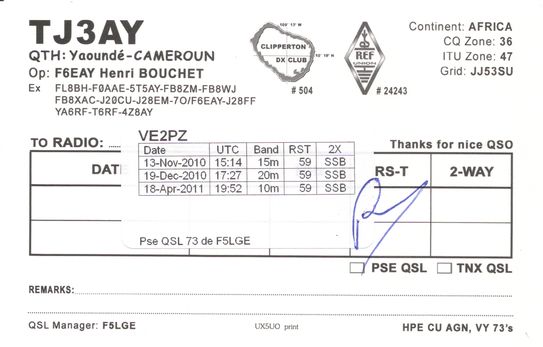 TJ3AY
QTH: Yaoundé-CAMEROUN
Op: F6EAY Henri BOUCHET
Ex FL8BH-F0AAE-5T5AY-FB8ZM-FB8WJ
FB8XAC-J20CU-J28EM-7O/F6EAY-J28FF
YA6RF-T6RF-4Z8AY
109° 13' W
CLIPPERTON
DX CLUB
10° 18' N
# 504
REF
UNION
# 24243
Continent: AFRICA
CQ Zone: 36
ITU Zone: 47
Grid: JJ53SU
TO RADIO: VE2PZ Thanks for nice QSO
DAT RS-T 2-WAY
Date UTC Band RST 2X
13-Nov-2010 15:14 15m 59 SSB
19-Dec-2010 17:27 20m 59 SSB
18-Apr-2011 19:52 10m 59 SSB
Pse QSL 73 de F5LGE
PSE QSL TNX QSL
REMARKS:
QSL Manager: F5LGE UX5UO print HPE CU AGN, VY 73's